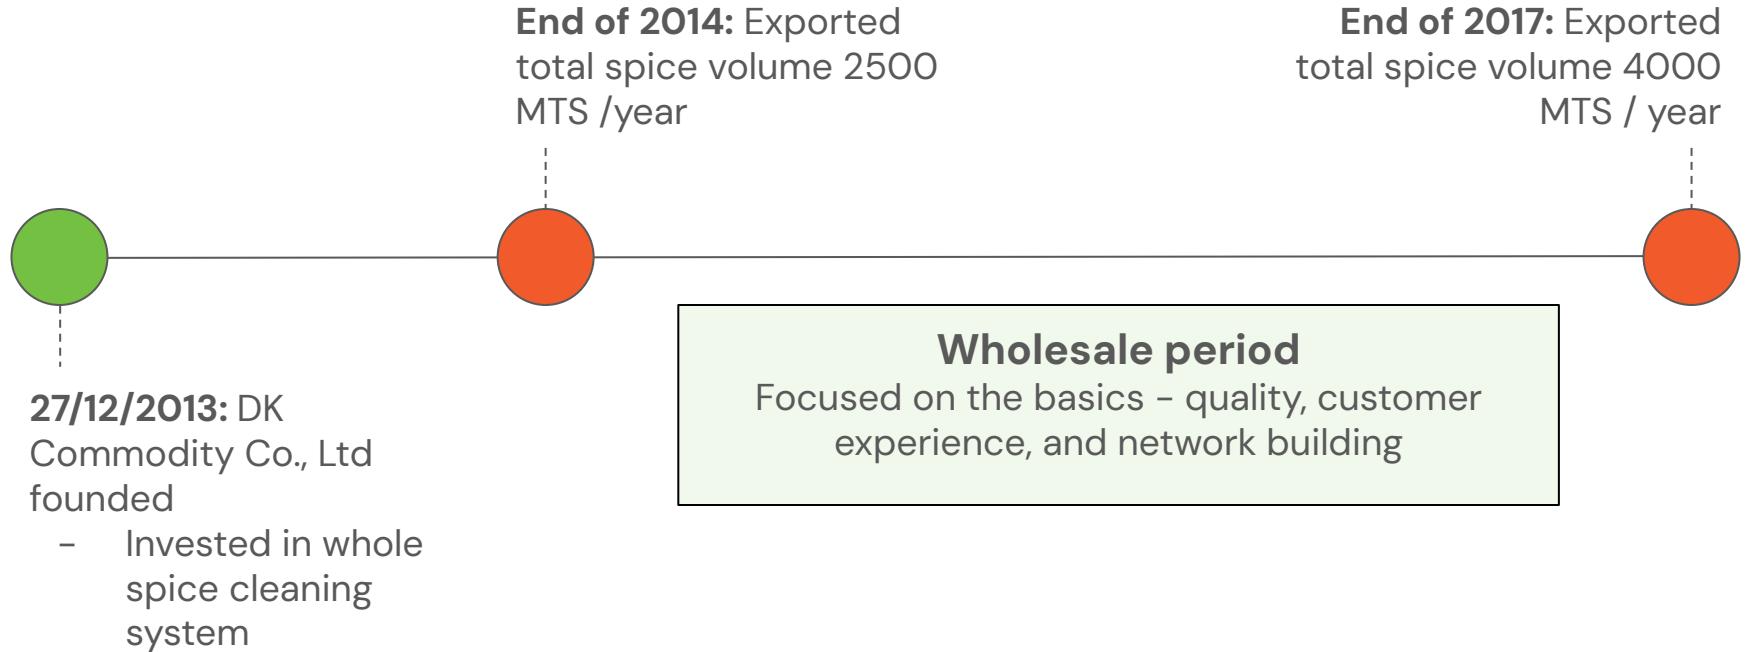 End of 2014: Exported
total spice volume 2500
MTS /year
End of 2017: Exported
total spice volume 4000
MTS / year
27/12/2013: DK
Commodity Co., Ltd
founded
- Invested in whole
spice cleaning
system
Wholesale period
Focused on the basics - quality, customer
experience, and network building